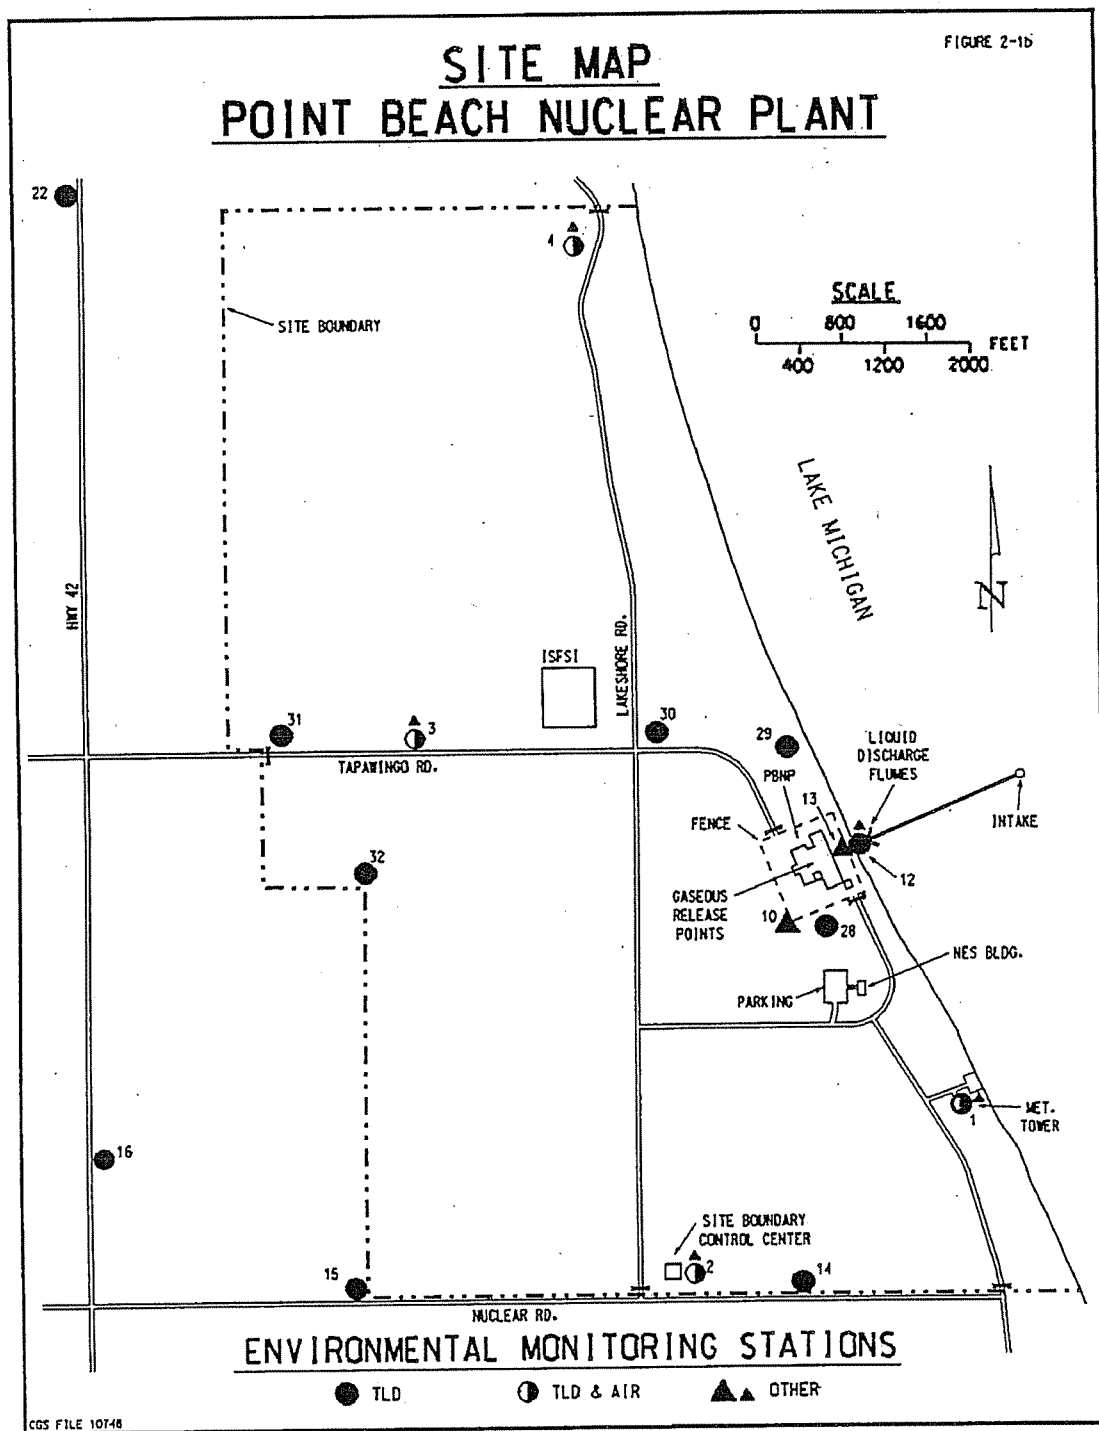 FIGURE 2-1b
SITE MAP
POINT BEACH NUCLEAR PLANT
22
4
SITE BOUNDARY
SCALE
0 800 1600
FEET
400 1200 2000
LAKE MICHIGAN
N
HWY 42
LAKESHORE RD.
ISFSI
31
3
30
29
TAPAWINGO RD.
LIQUID
DISCHARGE
FLUMES
PBNP
13
FENCE
INTAKE
32
12
GASEOUS
RELEASE
POINTS
10
28
NES BLDG.
PARKING
MET.
TOWER
1
16
SITE BOUNDARY
CONTROL CENTER
2
14
15
NUCLEAR RD.
ENVIRONMENTAL MONITORING STATIONS
TLD
TLD & AIR
OTHER
CGS FILE 10746